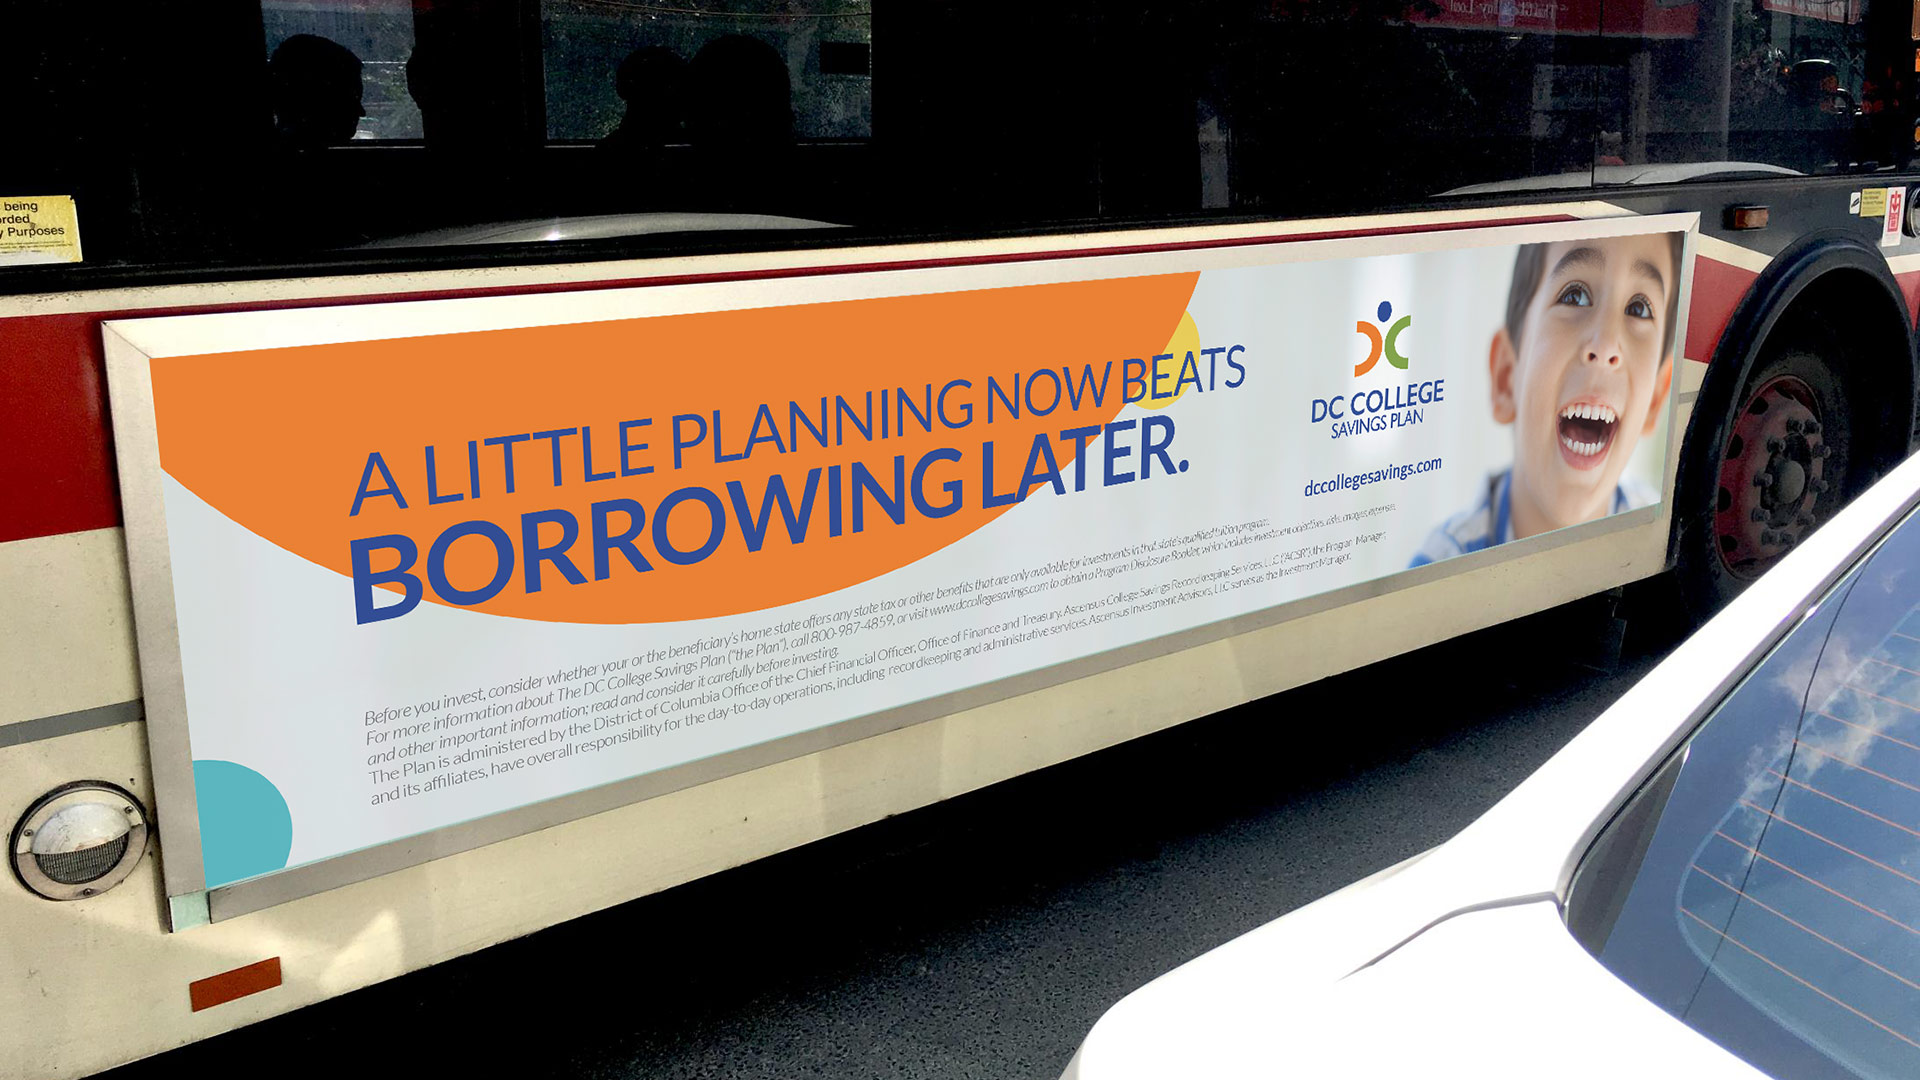 being
orded
y Purposes
A LITTLE PLANNING NOW BEATS
BORROWING LATER.
DC COLLEGE
SAVINGS PLAN
dccollegesavings.com
Before you invest, consider whether your or the beneficiary's home state offers any state tax or other benefits that are only available for investments in that state's qualified tuition program.
For more information about The DC College Savings Plan ("the Plan"), call 800-987-4859, or visit www.dccollegesavings.com to obtain a Program Disclosure Booklet, which includes investment objectives, risks, charges, expenses,
and other important information; read and consider it carefully before investing.
The Plan is administered by the District of Columbia Office of the Chief Financial Officer, Office of Finance and Treasury. Ascensus College Savings Recordkeeping Services, LLC ("ACSR"), the Program Manager,
and its affiliates, have overall responsibility for the day-to-day operations, including recordkeeping and administrative services. Ascensus Investment Advisors, LLC serves as the Investment Manager.